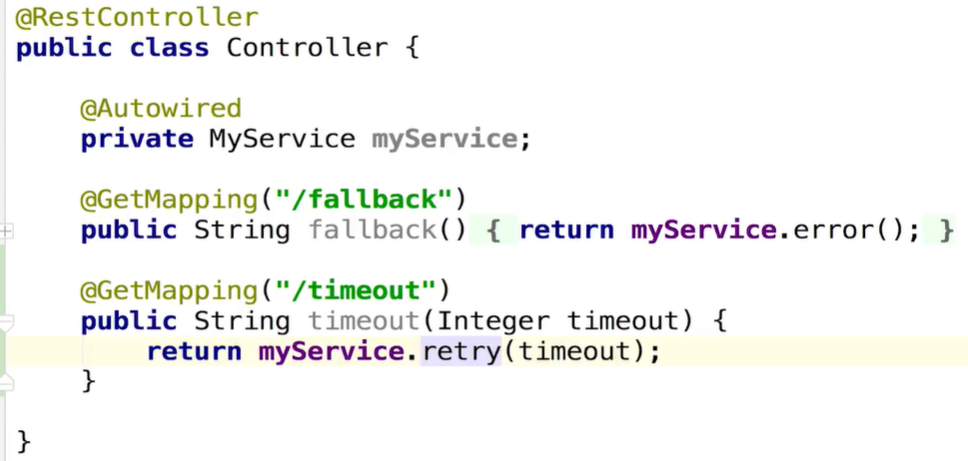 @RestController
public class Controller {
@Autowired
private MyService myService;
@GetMapping("/fallback")
public String fallback() { return myService.error(); }
@GetMapping("/timeout")
public String timeout(Integer timeout) {
return myService.retry(timeout);
}
}